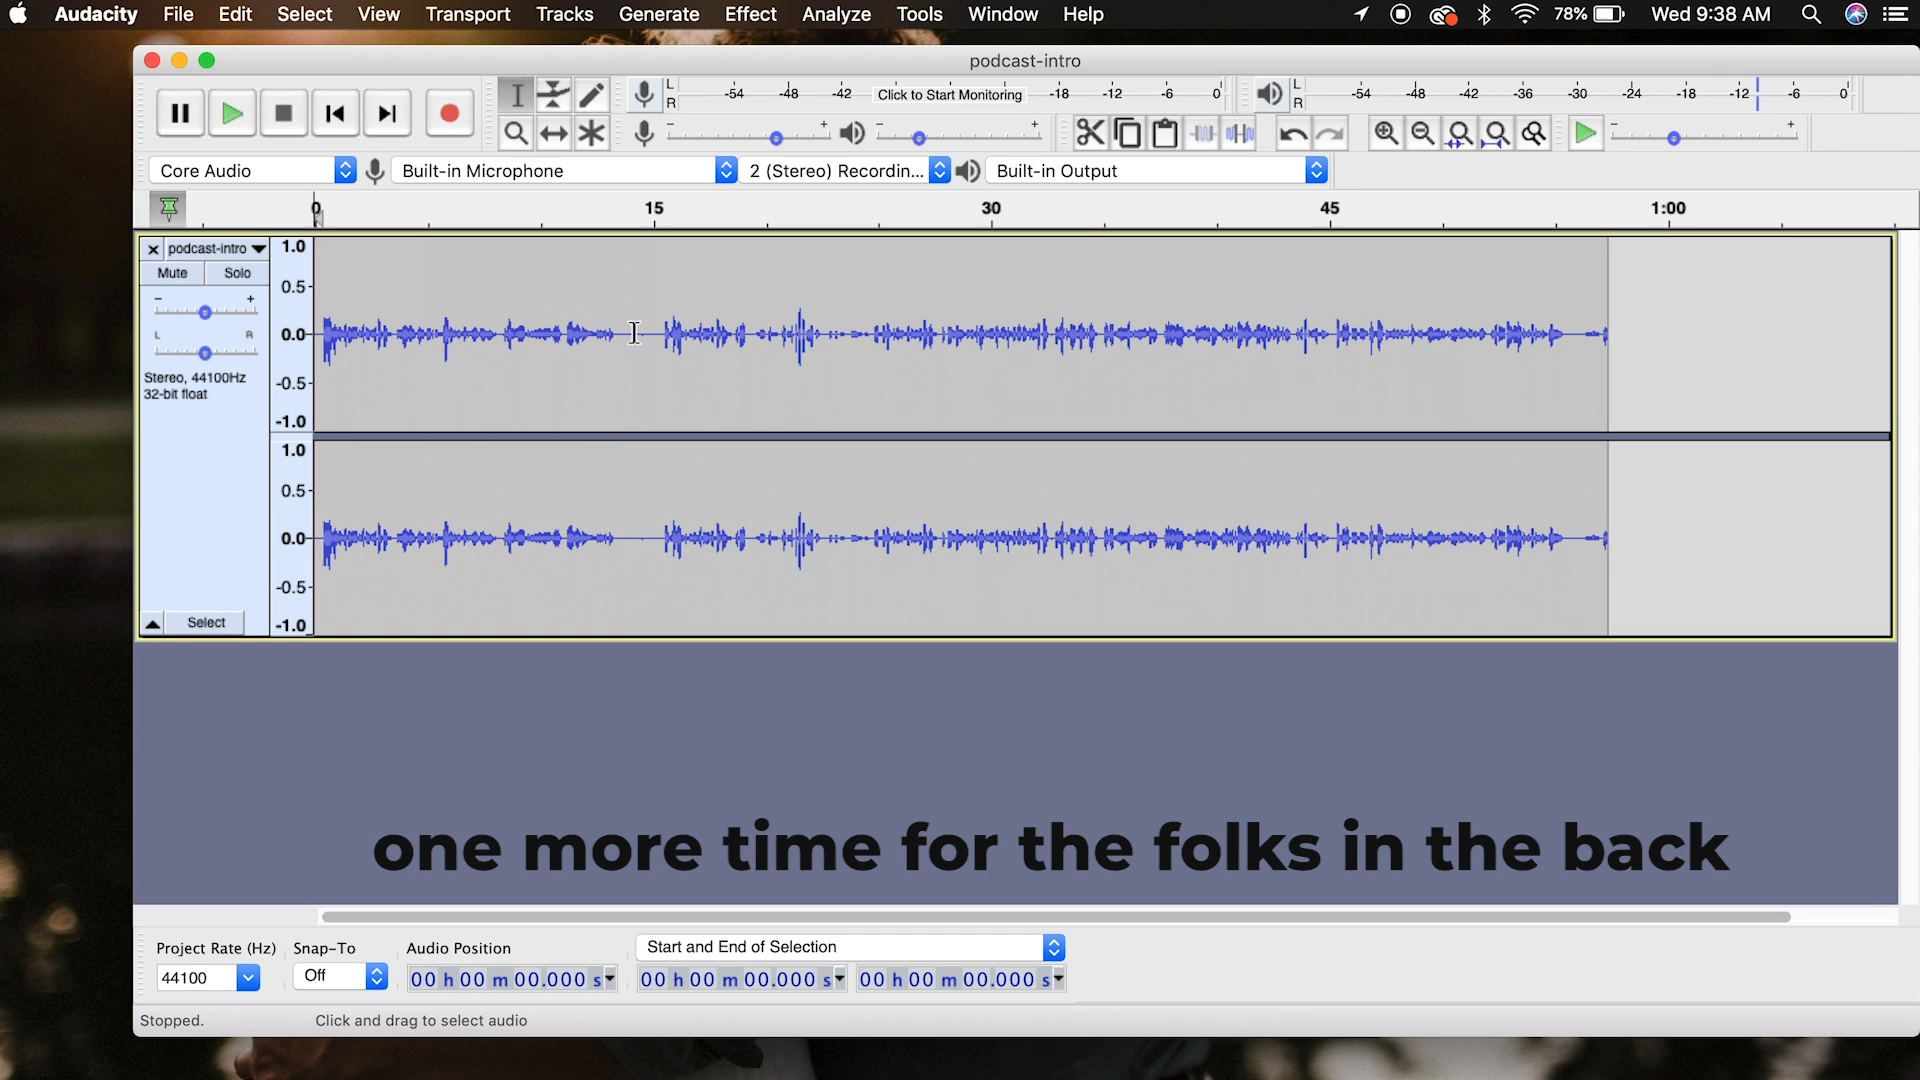 Audacity File Edit Select View Transport Tracks Generate Effect Analyze Tools Window Help 78% Wed 9:38 AM
podcast-intro
L R -54 -48 -42 Click to Start Monitoring -18 -12 -6 0 L R -54 -48 -42 -36 -30 -24 -18 -12 -6 0
- + - + - +
Core Audio Built-in Microphone 2 (Stereo) Recordin... Built-in Output
0 15 30 45 1:00
podcast-intro
Mute Solo
- +
L R
Stereo, 44100Hz
32-bit float
Select
1.0
0.5
0.0
-0.5
-1.0
1.0
0.5
0.0
-0.5
-1.0
one more time for the folks in the back
Project Rate (Hz) Snap-To Audio Position Start and End of Selection
44100 Off 00 h 00 m 00.000 s 00 h 00 m 00.000 s 00 h 00 m 00.000 s
Stopped. Click and drag to select audio